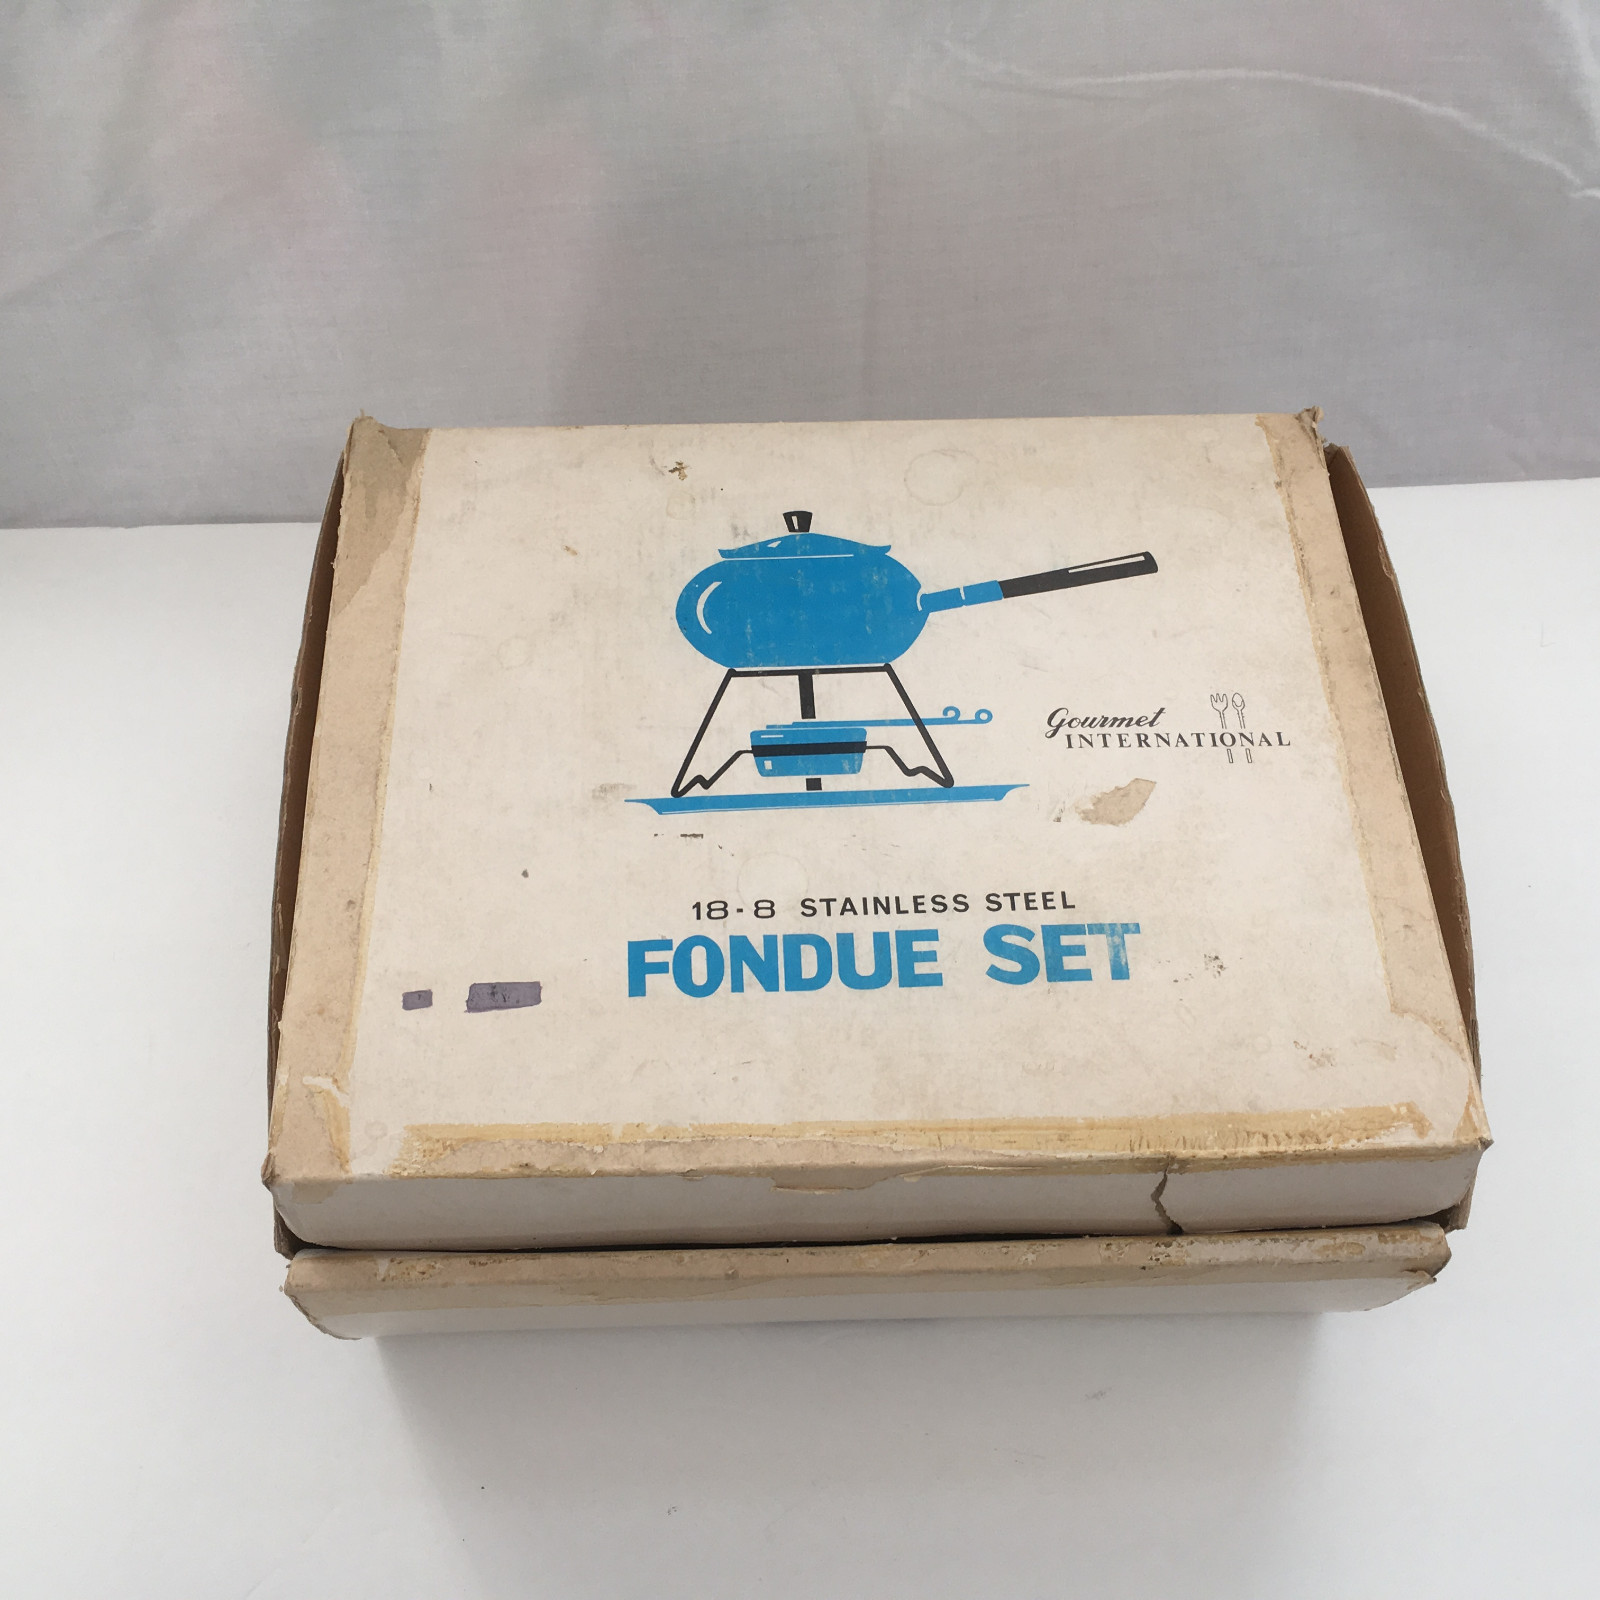 Gourmet
INTERNATIONAL
18-8 STAINLESS STEEL
FONDUE SET